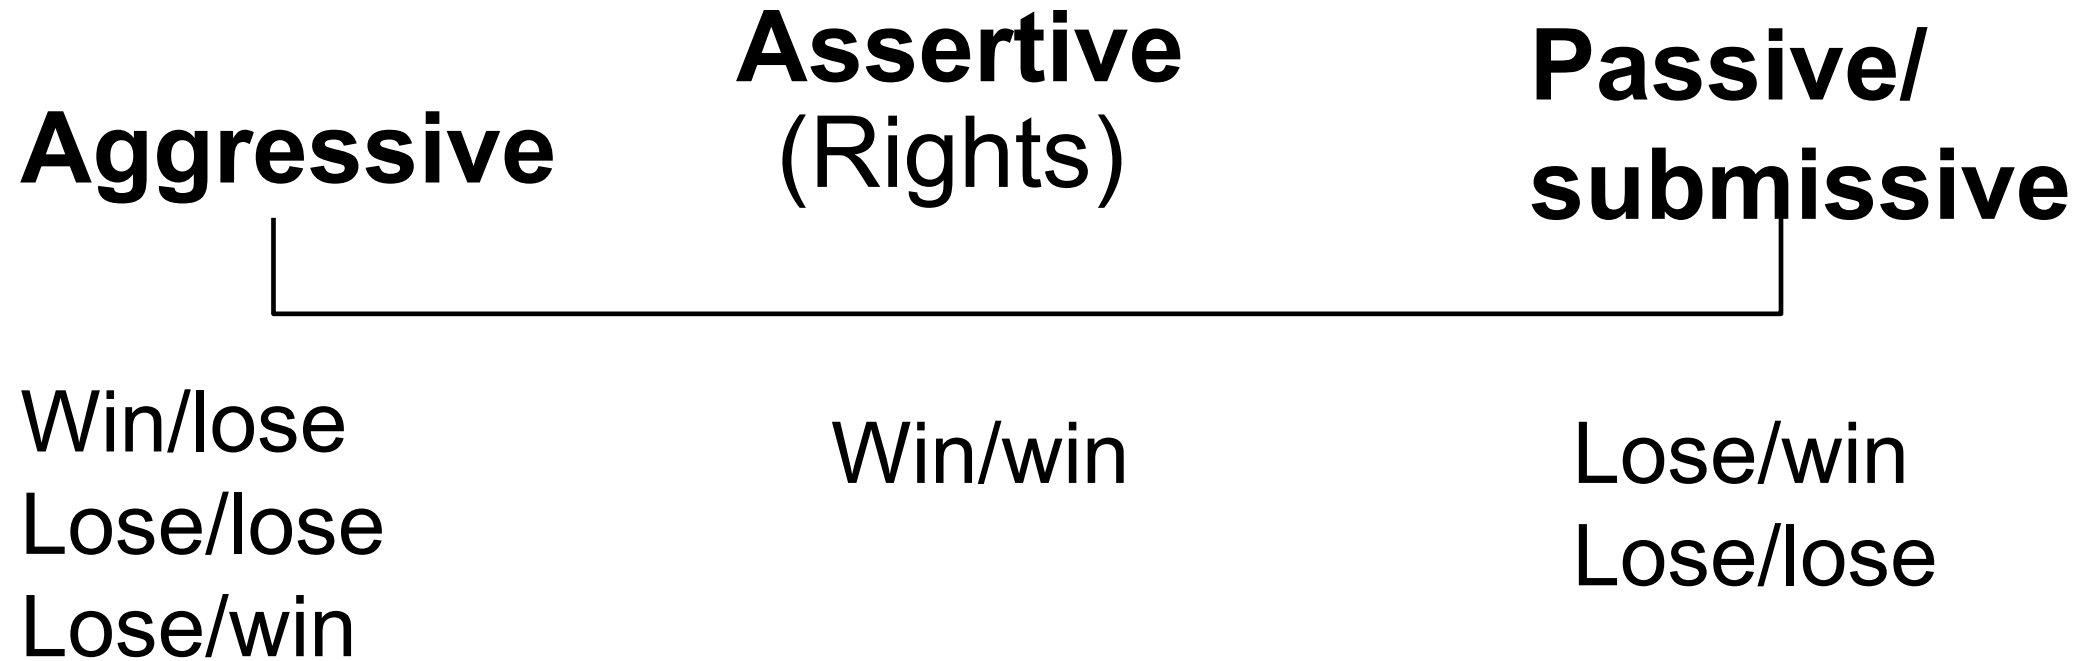 Aggressive
Assertive
(Rights)
Passive/
submissive
Win/lose
Lose/lose
Lose/win
Win/win
Lose/win
Lose/lose